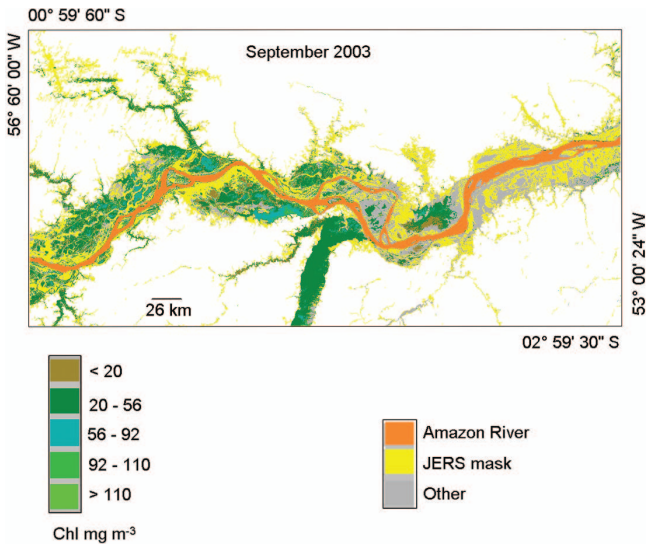 00° 59' 60" S
September 2003
56° 60' 00" W
26 km
53° 00' 24" W
02° 59' 30" S
< 20
20 - 56
56 - 92
92 - 110
> 110
Chl mg m-3
Amazon River
JERS mask
Other